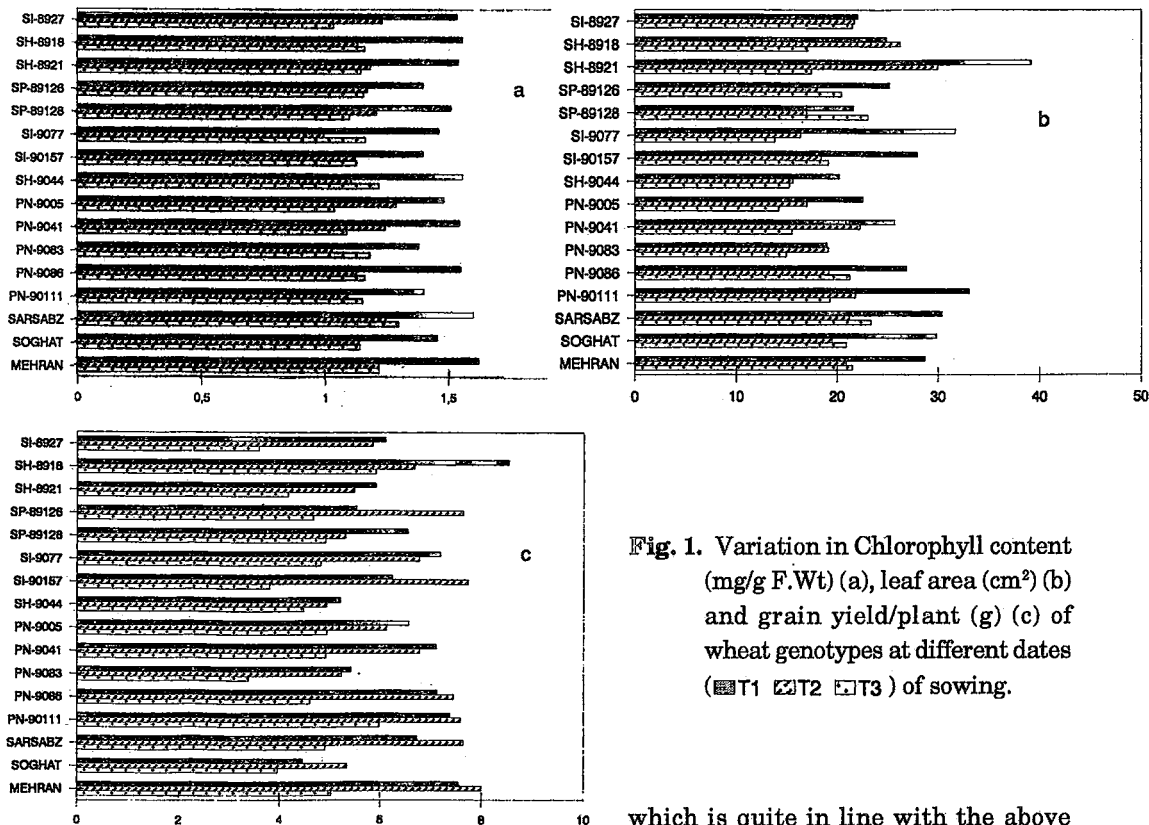 SI-8927
SH-8918
SH-8921
SP-89126
SP-89128
SI-9077
SI-90157
SH-9044
PN-9005
PN-9041
PN-9083
PN-9086
PN-90111
SARSABZ
SOGHAT
MEHRAN
a
0 0,5 1 1,5
SI-8927
SH-8918
SH-8921
SP-89126
SP-89128
SI-9077
SI-90157
SH-9044
PN-9005
PN-9041
PN-9083
PN-9086
PN-90111
SARSABZ
SOGHAT
MEHRAN
b
0 10 20 30 40 50
SI-8927
SH-8918
SH-8921
SP-89126
SP-89128
SI-9077
SI-90157
SH-9044
PN-9005
PN-9041
PN-9083
PN-9086
PN-90111
SARSABZ
SOGHAT
MEHRAN
c
0 2 4 6 8 10
Fig. 1. Variation in Chlorophyll content
(mg/g F.Wt) (a), leaf area (cm²) (b)
and grain yield/plant (g) (c) of
wheat genotypes at different dates
(T1 T2 T3) of sowing.
which is quite in line with the above